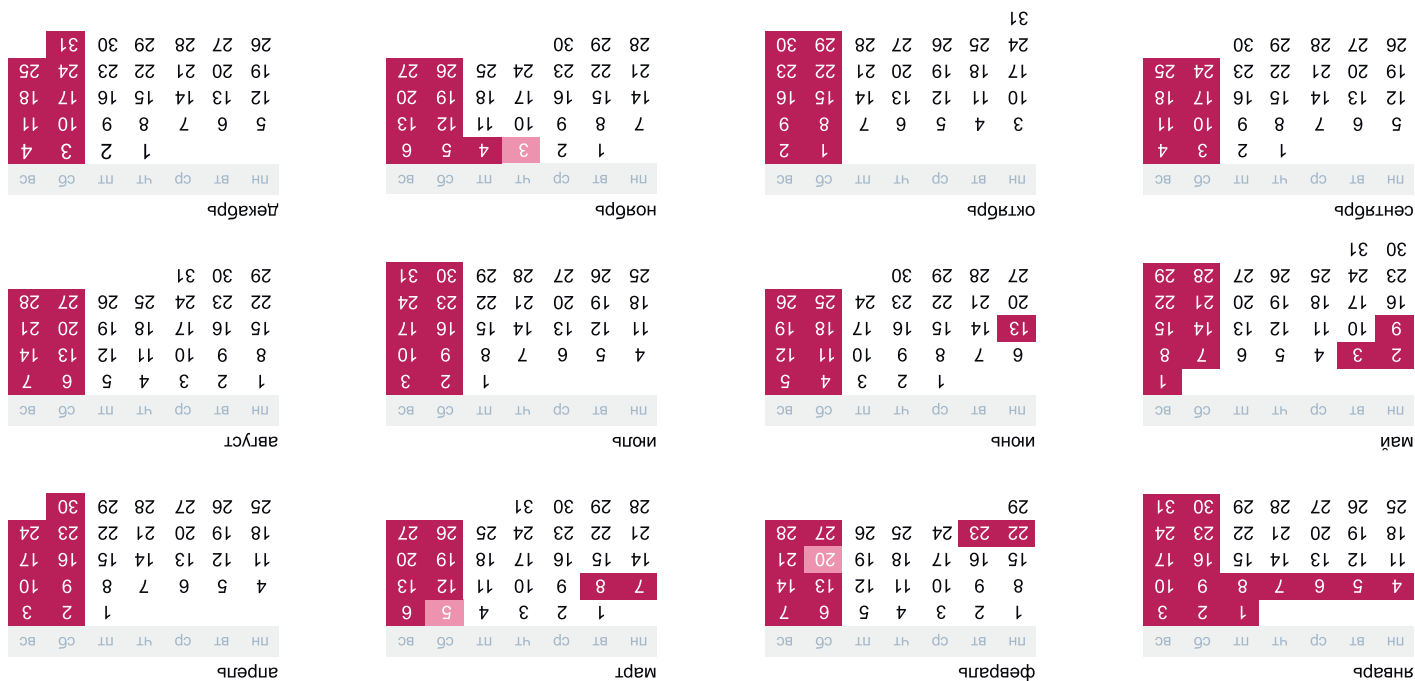 январь
пн вт ср чт пт сб вс
1 2 3
4 5 6 7 8 9 10
11 12 13 14 15 16 17
18 19 20 21 22 23 24
25 26 27 28 29 30 31
февраль
пн вт ср чт пт сб вс
1 2 3 4 5 6 7
8 9 10 11 12 13 14
15 16 17 18 19 20 21
22 23 24 25 26 27 28
29
март
пн вт ср чт пт сб вс
1 2 3 4 5 6
7 8 9 10 11 12 13
14 15 16 17 18 19 20
21 22 23 24 25 26 27
28 29 30 31
апрель
пн вт ср чт пт сб вс
1 2 3
4 5 6 7 8 9 10
11 12 13 14 15 16 17
18 19 20 21 22 23 24
25 26 27 28 29 30
май
пн вт ср чт пт сб вс
1
2 3 4 5 6 7 8
9 10 11 12 13 14 15
16 17 18 19 20 21 22
23 24 25 26 27 28 29
30 31
июнь
пн вт ср чт пт сб вс
1 2 3 4 5
6 7 8 9 10 11 12
13 14 15 16 17 18 19
20 21 22 23 24 25 26
27 28 29 30
июль
пн вт ср чт пт сб вс
1 2 3
4 5 6 7 8 9 10
11 12 13 14 15 16 17
18 19 20 21 22 23 24
25 26 27 28 29 30 31
август
пн вт ср чт пт сб вс
1 2 3 4 5 6 7
8 9 10 11 12 13 14
15 16 17 18 19 20 21
22 23 24 25 26 27 28
29 30 31
сентябрь
пн вт ср чт пт сб вс
1 2 3 4
5 6 7 8 9 10 11
12 13 14 15 16 17 18
19 20 21 22 23 24 25
26 27 28 29 30
октябрь
пн вт ср чт пт сб вс
1 2
3 4 5 6 7 8 9
10 11 12 13 14 15 16
17 18 19 20 21 22 23
24 25 26 27 28 29 30
31
ноябрь
пн вт ср чт пт сб вс
1 2 3 4 5 6
7 8 9 10 11 12 13
14 15 16 17 18 19 20
21 22 23 24 25 26 27
28 29 30
декабрь
пн вт ср чт пт сб вс
1 2 3 4
5 6 7 8 9 10 11
12 13 14 15 16 17 18
19 20 21 22 23 24 25
26 27 28 29 30 31